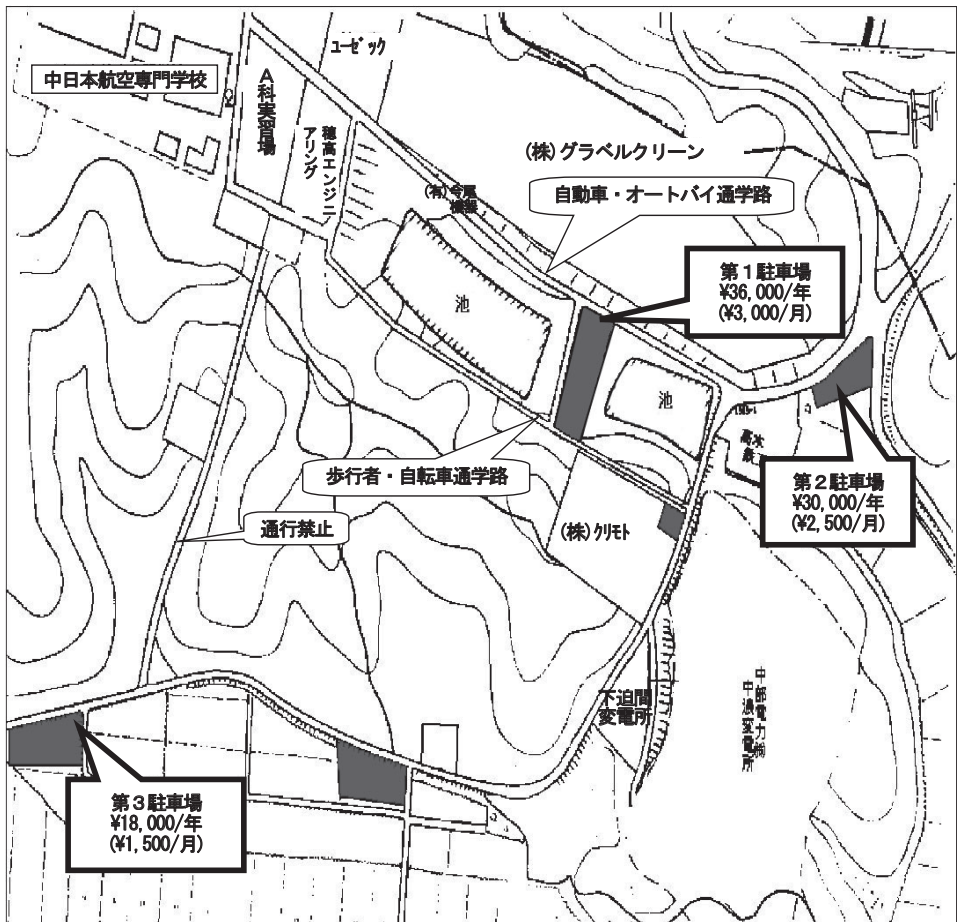 ユーゼック
中日本航空専門学校
A科実習場
穂高エンジニ
アリング
(株)グラベルクリーン
(有)今尾
機器
自動車・オートバイ通学路
第1駐車場
¥36,000/年
(¥3,000/月)
池
池
第2駐車場
¥30,000/年
(¥2,500/月)
歩行者・自転車通学路
通行禁止
(株)クリモト
下迫間
変電所
中部電力㈱
中濃変電所
第3駐車場
¥18,000/年
(¥1,500/月)